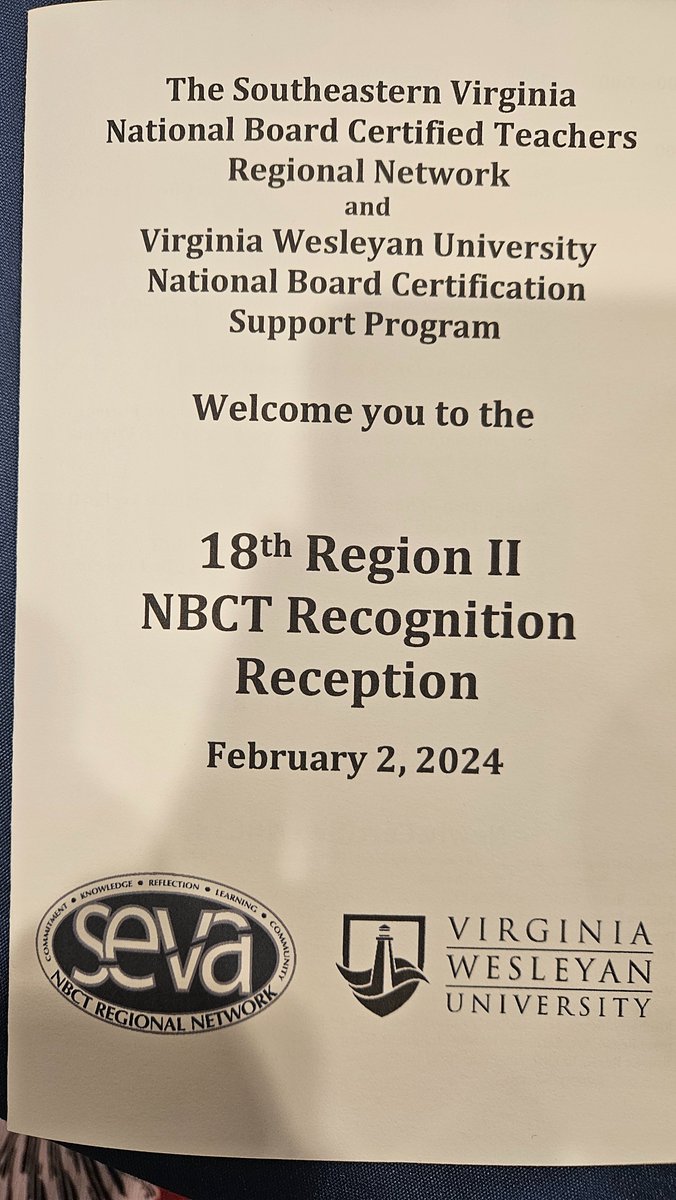 The Southeastern Virginia
National Board Certified Teachers
Regional Network
and
Virginia Wesleyan University
National Board Certification
Support Program
Welcome you to the
18th Region II
NBCT Recognition
Reception
February 2, 2024
COMMITMENT • KNOWLEDGE • REFLECTION • LEARNING • COMMUNITY
seva
NBCT REGIONAL NETWORK
VIRGINIA
WESLEYAN
UNIVERSITY